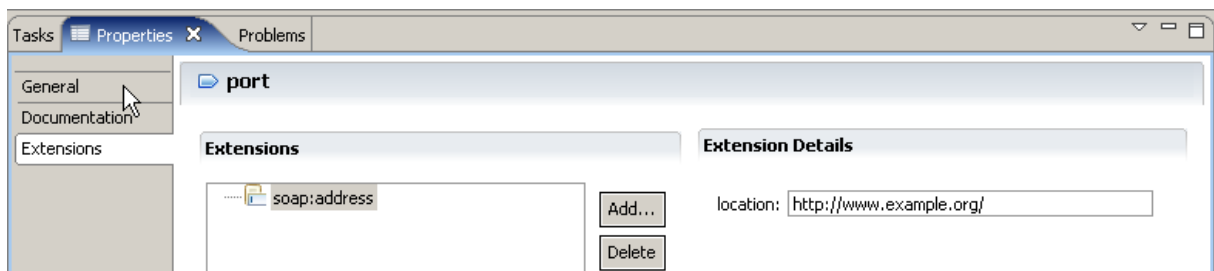 Tasks Properties Problems
General
Documentation
Extensions
port
Extensions
soap:address
Add...
Delete
Extension Details
location: http://www.example.org/